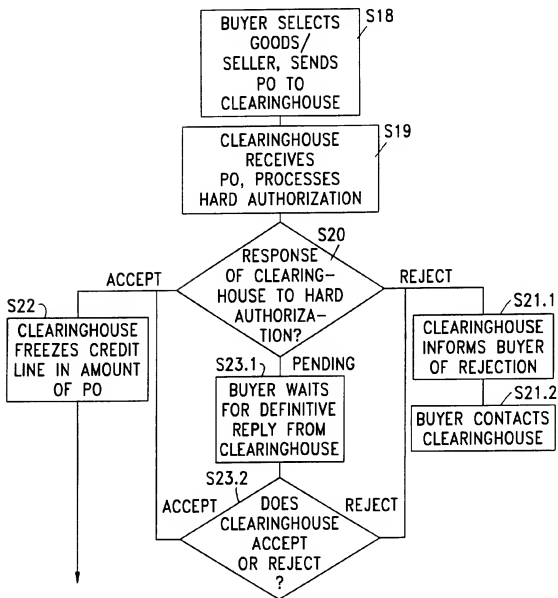 BUYER SELECTS
GOODS/
SELLER, SENDS
PO TO
CLEARINGHOUSE
S18
CLEARINGHOUSE
RECEIVES
PO, PROCESSES
HARD AUTHORIZATION
S19
S20
RESPONSE
OF CLEARING-
HOUSE TO HARD
AUTHORIZA-
TION?
ACCEPT
REJECT
PENDING
S22
CLEARINGHOUSE
FREEZES CREDIT
LINE IN AMOUNT
OF PO
S21.1
CLEARINGHOUSE
INFORMS BUYER
OF REJECTION
S21.2
BUYER CONTACTS
CLEARINGHOUSE
S23.1
BUYER WAITS
FOR DEFINITIVE
REPLY FROM
CLEARINGHOUSE
S23.2
ACCEPT
REJECT
DOES
CLEARINGHOUSE
ACCEPT
OR REJECT
?